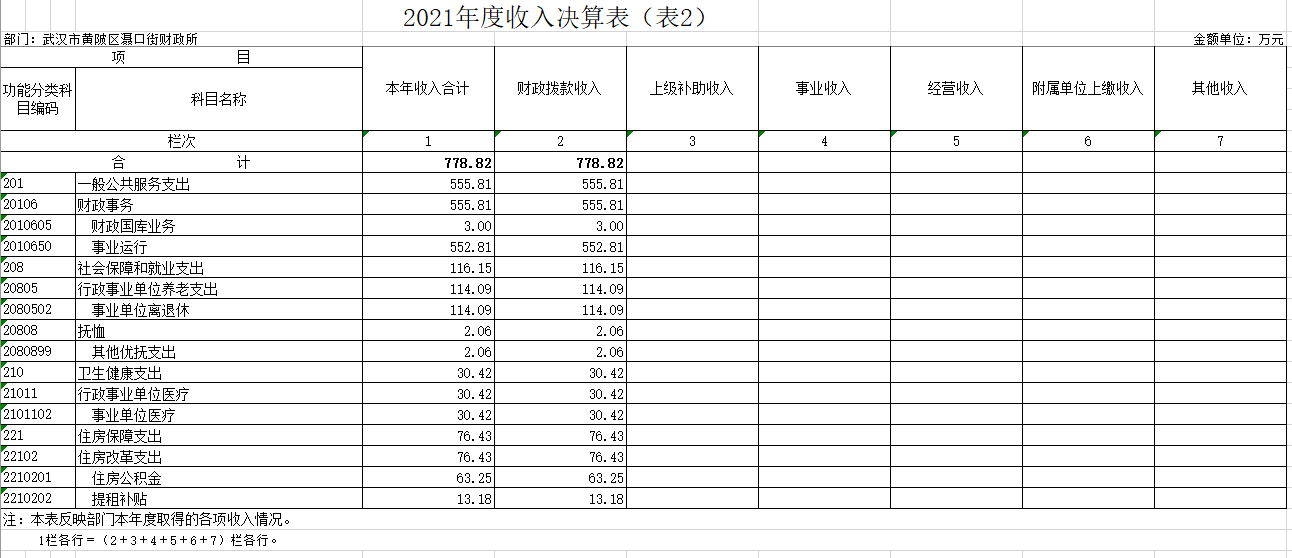 2021年度收入决算表（表2）
部门：武汉市黄陂区滠口街财政所 金额单位：万元
项 目 本年收入合计 财政拨款收入 上级补助收入 事业收入 经营收入 附属单位上缴收入 其他收入
功能分类科目编码 科目名称
栏次 1 2 3 4 5 6 7
合 计 778.82 778.82
201 一般公共服务支出 555.81 555.81
20106 财政事务 555.81 555.81
2010605 财政国库业务 3.00 3.00
2010650 事业运行 552.81 552.81
208 社会保障和就业支出 116.15 116.15
20805 行政事业单位养老支出 114.09 114.09
2080502 事业单位离退休 114.09 114.09
20808 抚恤 2.06 2.06
2080899 其他优抚支出 2.06 2.06
210 卫生健康支出 30.42 30.42
21011 行政事业单位医疗 30.42 30.42
2101102 事业单位医疗 30.42 30.42
221 住房保障支出 76.43 76.43
22102 住房改革支出 76.43 76.43
2210201 住房公积金 63.25 63.25
2210202 提租补贴 13.18 13.18
注：本表反映部门本年度取得的各项收入情况。
1栏各行＝（2＋3＋4＋5＋6＋7）栏各行。